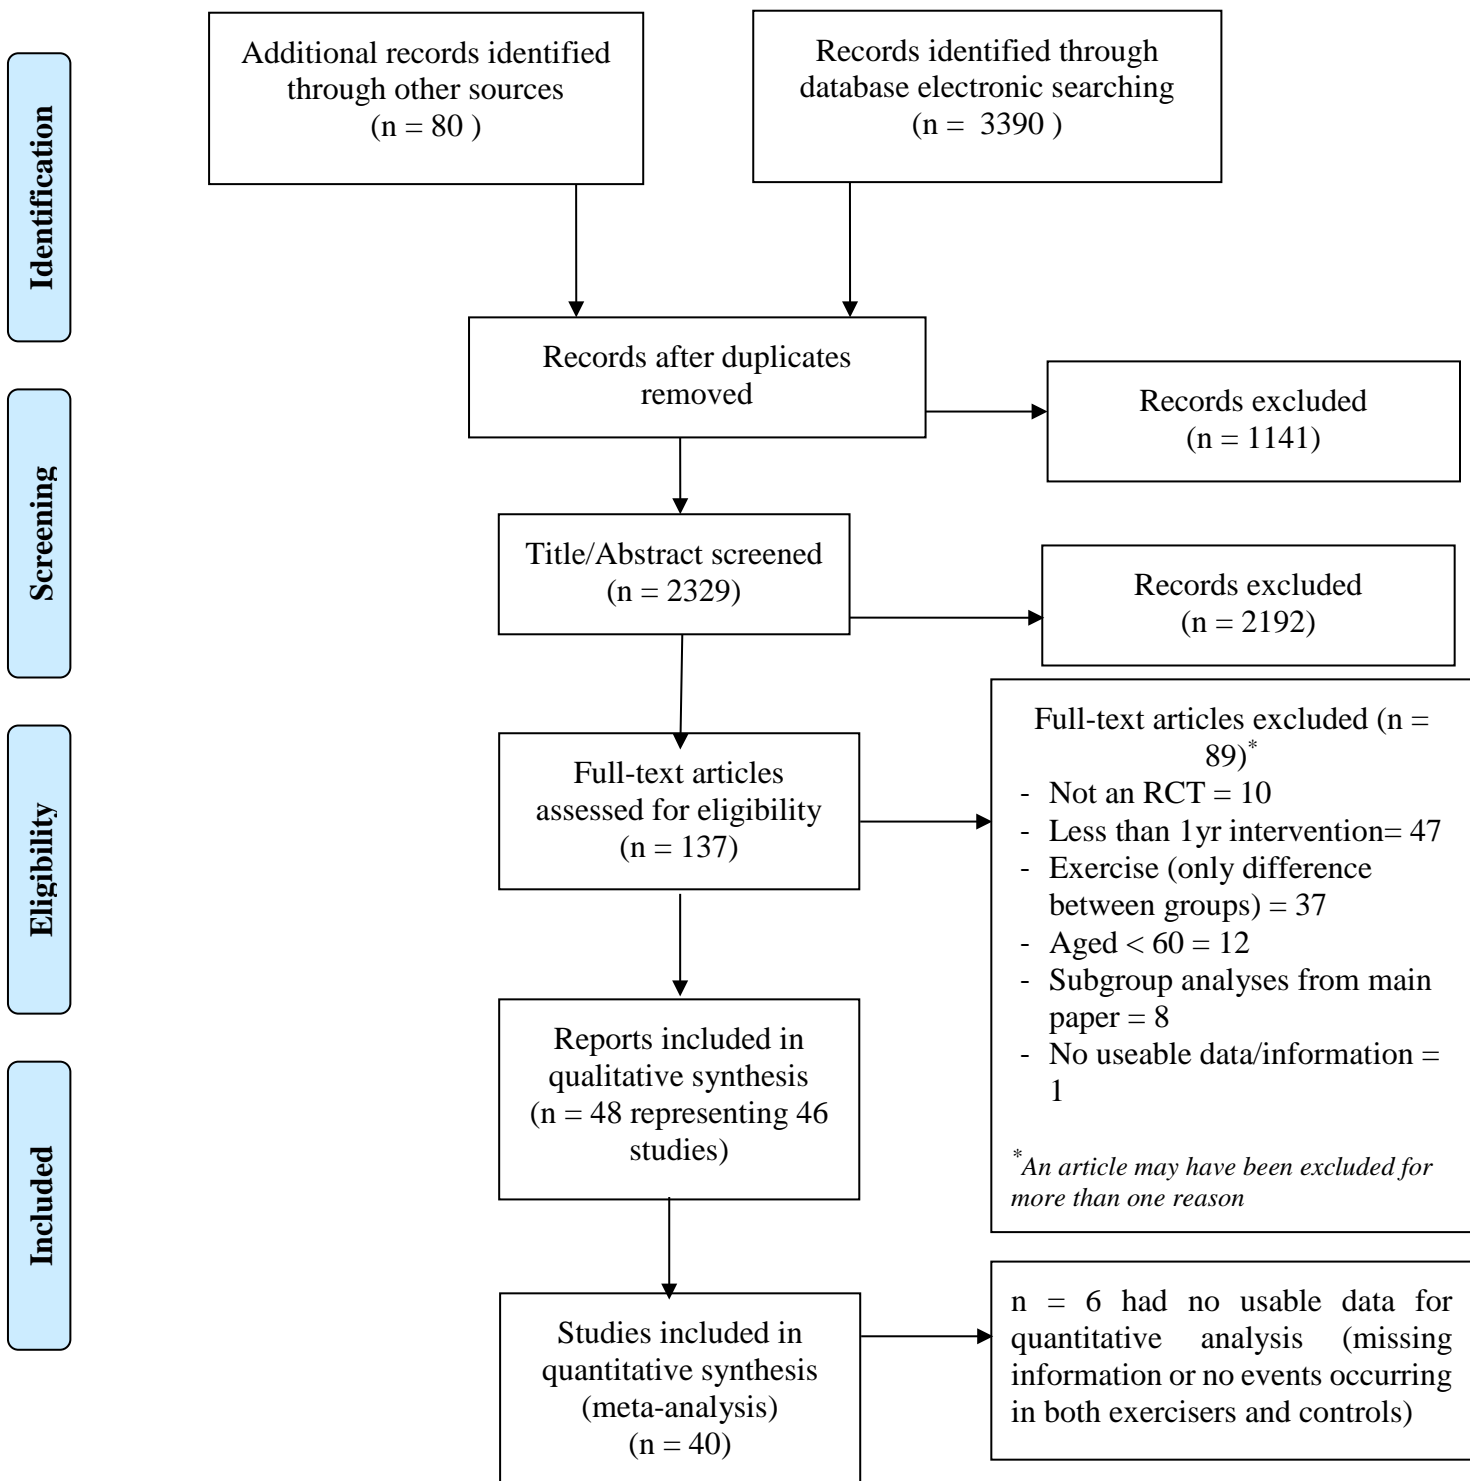 Identification
Additional records identified
through other sources
(n = 80 )
Records identified through
database electronic searching
(n = 3390 )
Records after duplicates
removed
Records excluded
(n = 1141)
Screening
Title/Abstract screened
(n = 2329)
Records excluded
(n = 2192)
Eligibility
Full-text articles
assessed for eligibility
(n = 137)
Full-text articles excluded (n =
89)*
- Not an RCT = 10
- Less than 1yr intervention= 47
- Exercise (only difference
between groups) = 37
- Aged < 60 = 12
- Subgroup analyses from main
paper = 8
- No useable data/information =
1
*An article may have been excluded for
more than one reason
Reports included in
qualitative synthesis
(n = 48 representing 46
studies)
Included
Studies included in
quantitative synthesis
(meta-analysis)
(n = 40)
n = 6 had no usable data for
quantitative analysis (missing
information or no events occurring
in both exercisers and controls)